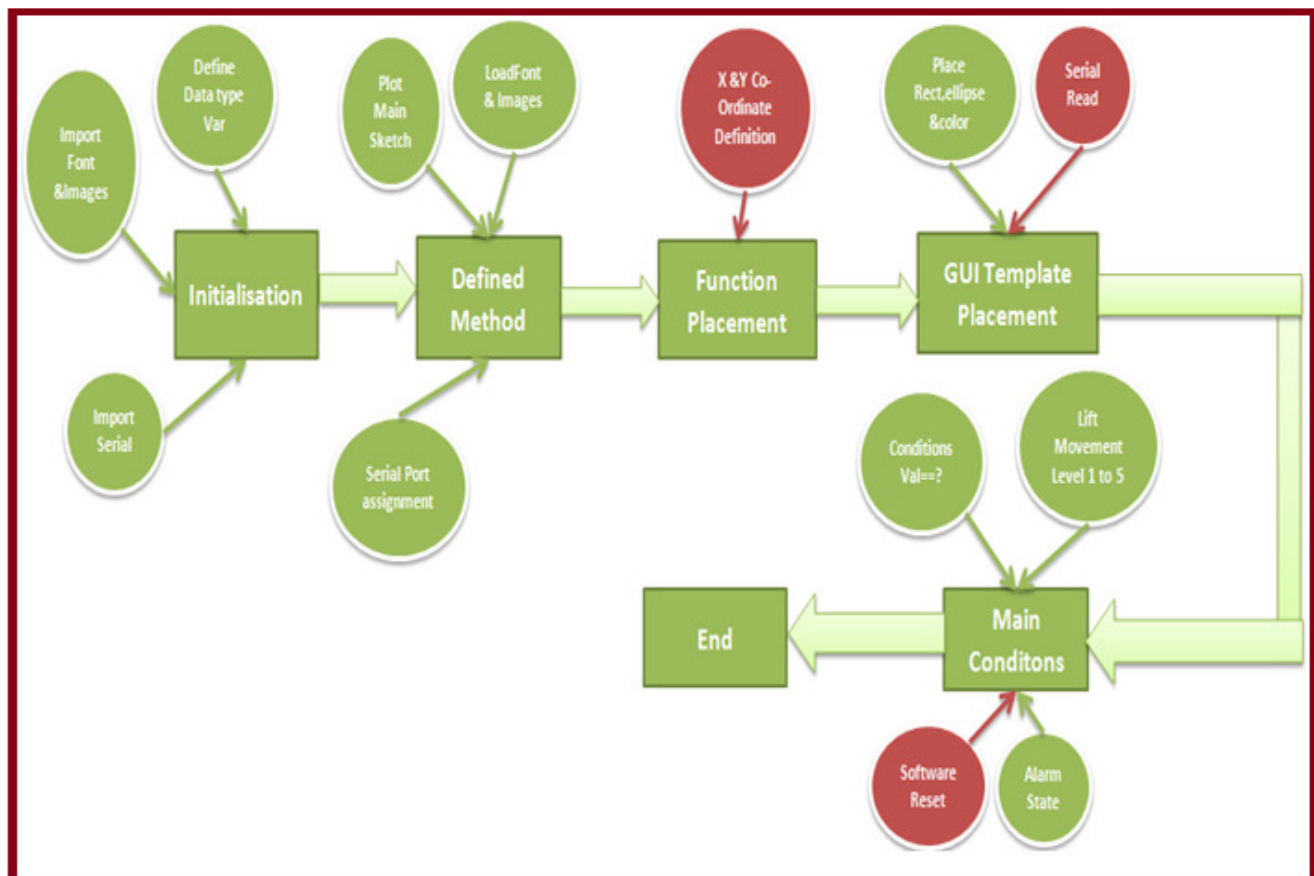 Define
Data type
Var
Import
Font
&Images
Import
Serial
Initialisation
Plot
Main
Sketch
LoadFont
& Images
Defined
Method
Serial Port
assignment
X &Y Co-
Ordinate
Definition
Function
Placement
Place
Rect,ellipse
&color
Serial
Read
GUI Template
Placement
Conditions
Val==?
Lift
Movement
Level 1 to 5
Main
Conditons
Software
Reset
Alarm
State
End